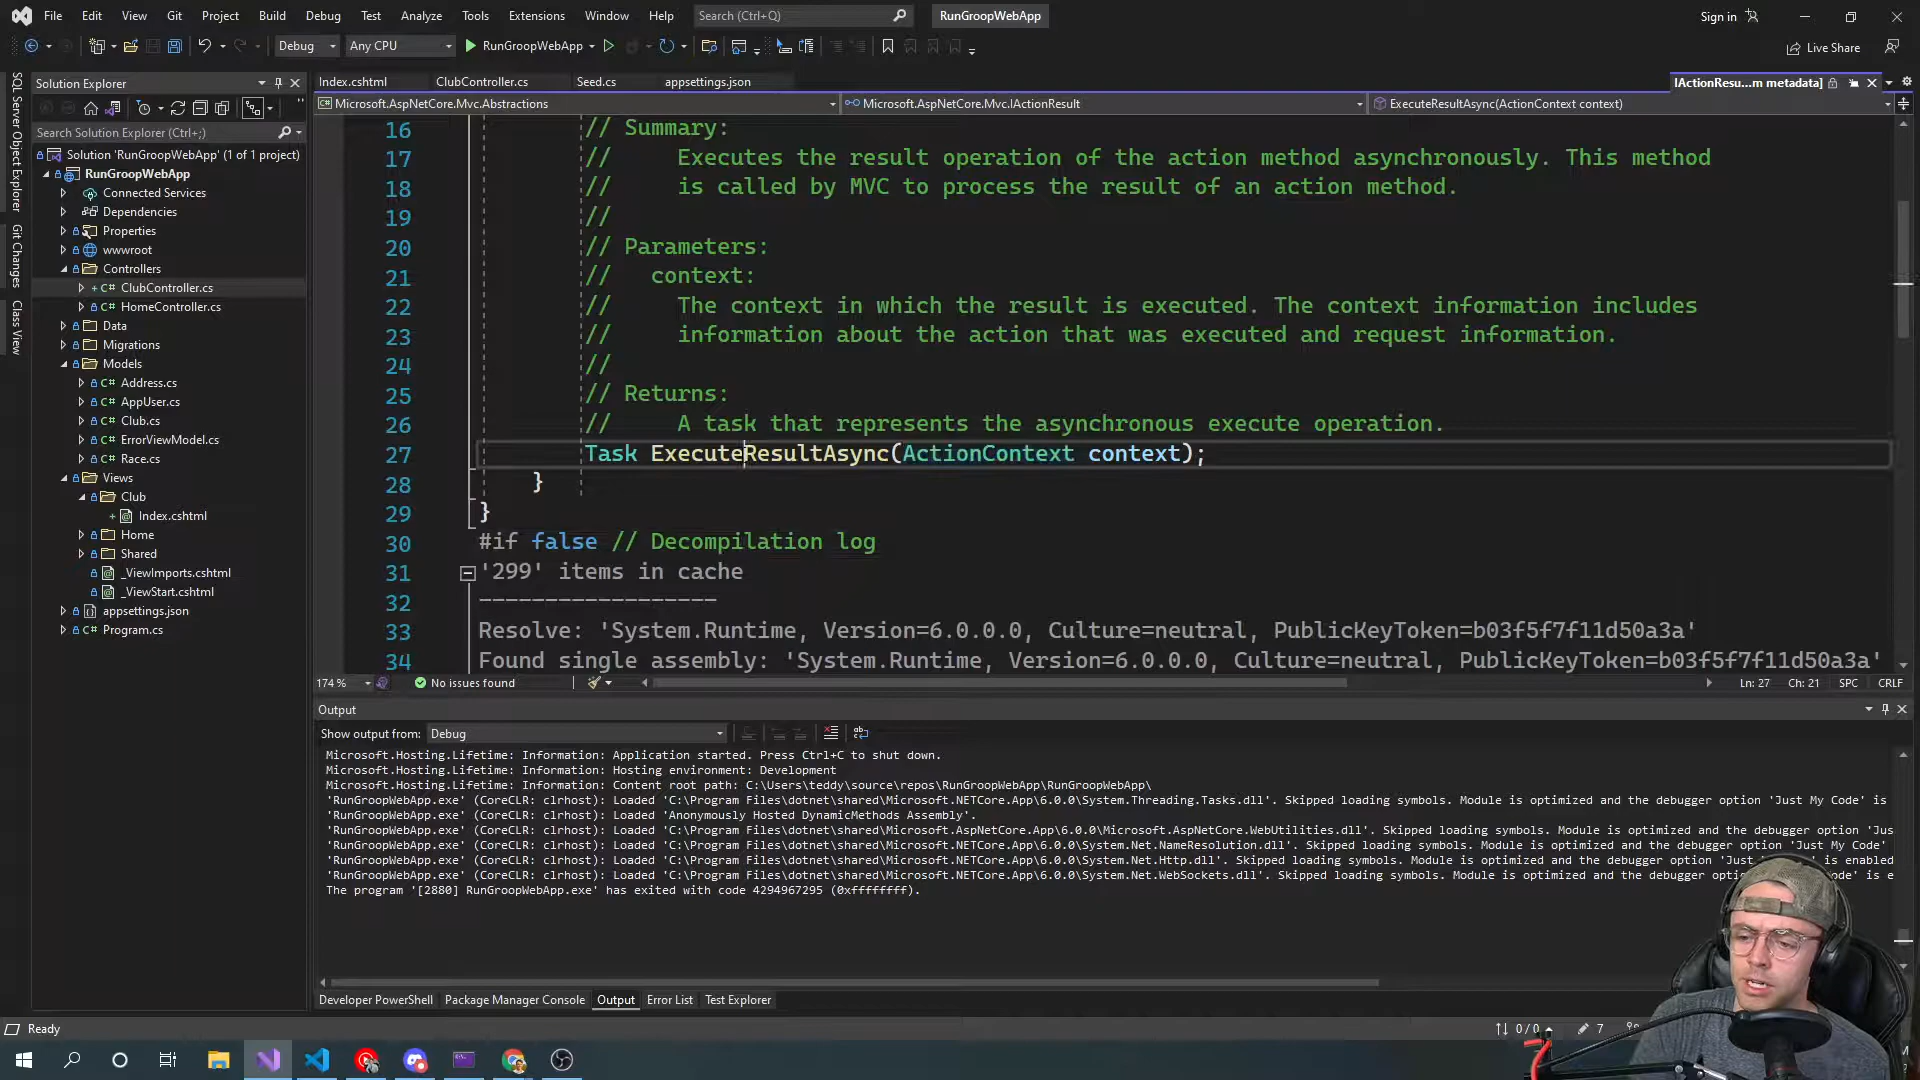 File Edit View Git Project Build Debug Test Analyze Tools Extensions Window Help Search (Ctrl+Q) RunGroopWebApp Sign in
Debug Any CPU RunGroopWebApp Live Share
SQL Server Object Explorer
Git Changes
Class View
Solution Explorer
Search Solution Explorer (Ctrl+;)
Solution 'RunGroopWebApp' (1 of 1 project)
RunGroopWebApp
Connected Services
Dependencies
Properties
wwwroot
Controllers
C# ClubController.cs
C# HomeController.cs
Data
Migrations
Models
C# Address.cs
C# AppUser.cs
C# Club.cs
C# ErrorViewModel.cs
C# Race.cs
Views
Club
Index.cshtml
Home
Shared
_ViewImports.cshtml
_ViewStart.cshtml
appsettings.json
C# Program.cs
Index.cshtml ClubController.cs Seed.cs appsettings.json IActionResu...m metadata]
Microsoft.AspNetCore.Mvc.Abstractions Microsoft.AspNetCore.Mvc.IActionResult ExecuteResultAsync(ActionContext context)
16 // Summary:
17 // Executes the result operation of the action method asynchronously. This method
18 // is called by MVC to process the result of an action method.
19 //
20 // Parameters:
21 // context:
22 // The context in which the result is executed. The context information includes
23 // information about the action that was executed and request information.
24 //
25 // Returns:
26 // A task that represents the asynchronous execute operation.
27 Task ExecuteResultAsync(ActionContext context);
28 }
29 }
30 #if false // Decompilation log
31 '299' items in cache
32 ------------------
33 Resolve: 'System.Runtime, Version=6.0.0.0, Culture=neutral, PublicKeyToken=b03f5f7f11d50a3a'
34 Found single assembly: 'System.Runtime, Version=6.0.0.0, Culture=neutral, PublicKeyToken=b03f5f7f11d50a3a'
174 % No issues found Ln: 27 Ch: 21 SPC CRLF
Output
Show output from: Debug
Microsoft.Hosting.Lifetime: Information: Application started. Press Ctrl+C to shut down.
Microsoft.Hosting.Lifetime: Information: Hosting environment: Development
Microsoft.Hosting.Lifetime: Information: Content root path: C:\Users\teddy\source\repos\RunGroopWebApp\RunGroopWebApp\
'RunGroopWebApp.exe' (CoreCLR: clrhost): Loaded 'C:\Program Files\dotnet\shared\Microsoft.NETCore.App\6.0.0\System.Threading.Tasks.dll'. Skipped loading symbols. Module is optimized and the debugger option 'Just My Code' is
'RunGroopWebApp.exe' (CoreCLR: clrhost): Loaded 'Anonymously Hosted DynamicMethods Assembly'.
'RunGroopWebApp.exe' (CoreCLR: clrhost): Loaded 'C:\Program Files\dotnet\shared\Microsoft.AspNetCore.App\6.0.0\Microsoft.AspNetCore.WebUtilities.dll'. Skipped loading symbols. Module is optimized and the debugger option 'Jus
'RunGroopWebApp.exe' (CoreCLR: clrhost): Loaded 'C:\Program Files\dotnet\shared\Microsoft.NETCore.App\6.0.0\System.Net.NameResolution.dll'. Skipped loading symbols. Module is optimized and the debugger option 'Just My Code'
'RunGroopWebApp.exe' (CoreCLR: clrhost): Loaded 'C:\Program Files\dotnet\shared\Microsoft.NETCore.App\6.0.0\System.Net.Http.dll'. Skipped loading symbols. Module is optimized and the debugger option 'Just is enabled
'RunGroopWebApp.exe' (CoreCLR: clrhost): Loaded 'C:\Program Files\dotnet\shared\Microsoft.NETCore.App\6.0.0\System.Net.WebSockets.dll'. Skipped loading symbols. Module is optimized and the debugger option is e
The program '[2880] RunGroopWebApp.exe' has exited with code 4294967295 (0xffffffff).
Developer PowerShell Package Manager Console Output Error List Test Explorer
Ready 0/0 7